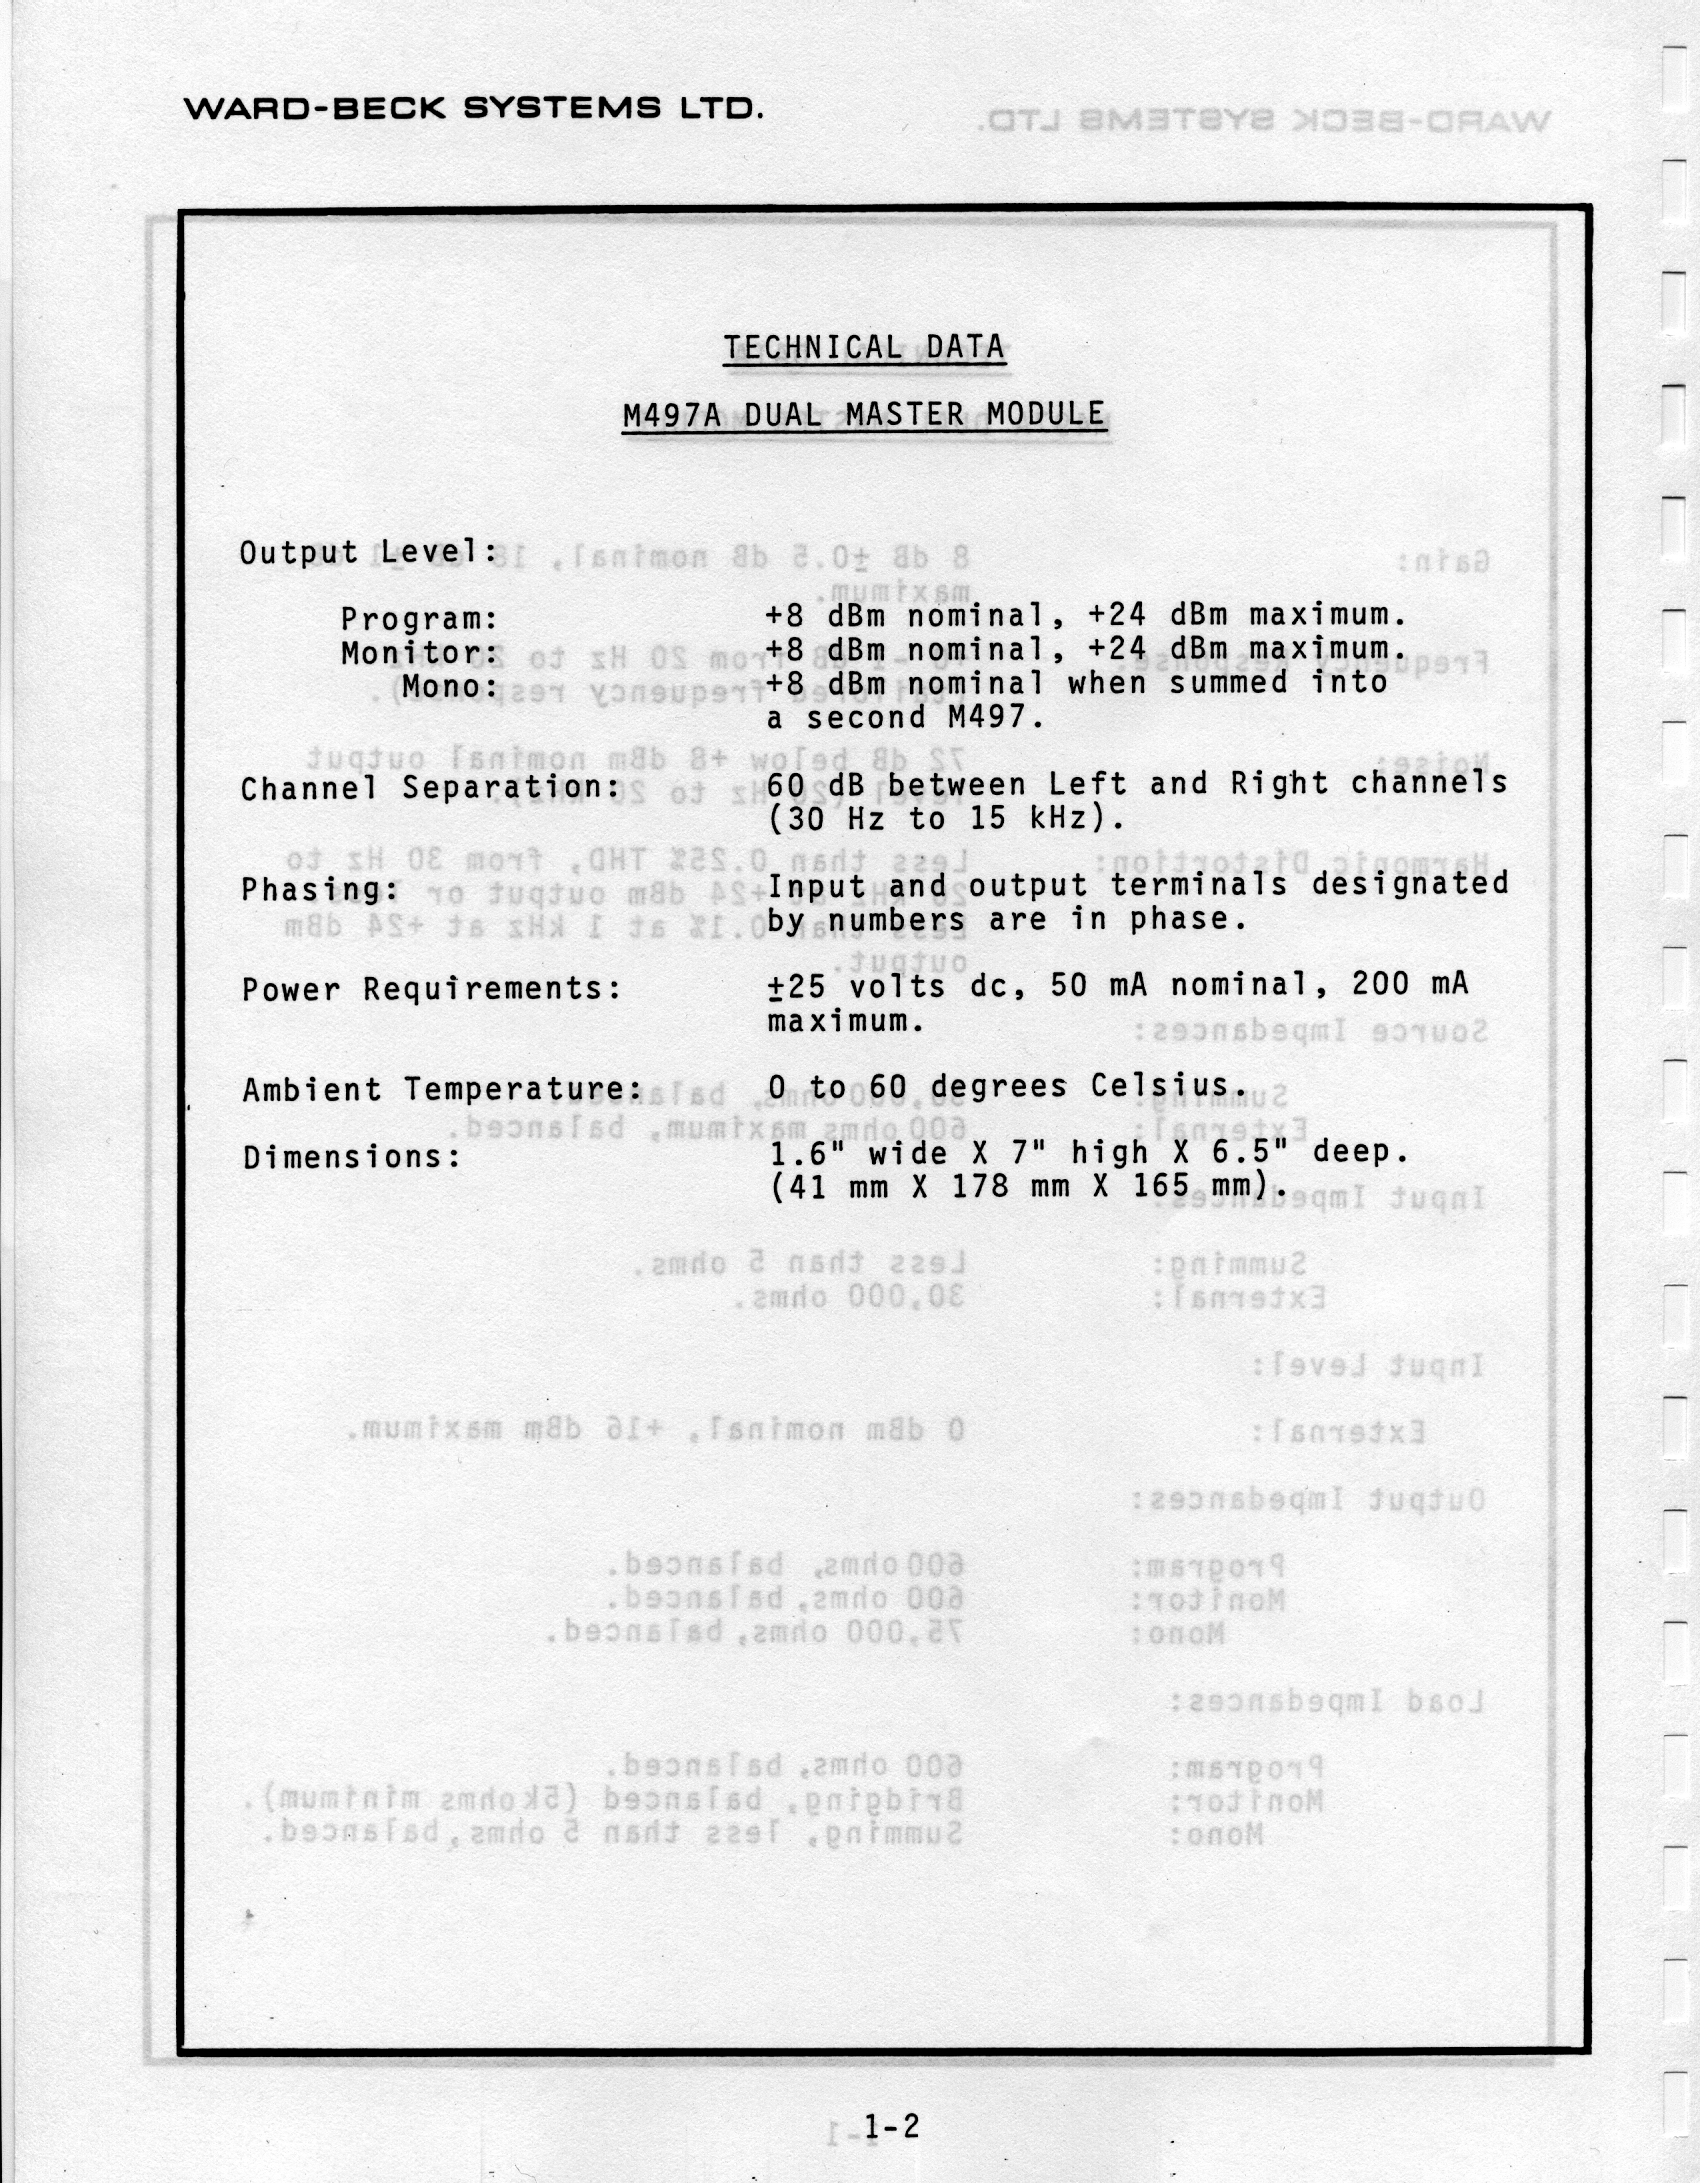 WARD-BECK SYSTEMS LTD.
TECHNICAL DATA
M497A DUAL MASTER MODULE
Output Level:
Program: +8 dBm nominal, +24 dBm maximum.
Monitor: +8 dBm nominal, +24 dBm maximum.
Mono: +8 dBm nominal when summed into
a second M497.
Channel Separation: 60 dB between Left and Right channels
(30 Hz to 15 kHz).
Phasing: Input and output terminals designated
by numbers are in phase.
Power Requirements: ±25 volts dc, 50 mA nominal, 200 mA
maximum.
Ambient Temperature: 0 to 60 degrees Celsius.
Dimensions: 1.6" wide X 7" high X 6.5" deep.
(41 mm X 178 mm X 165 mm).
1-2